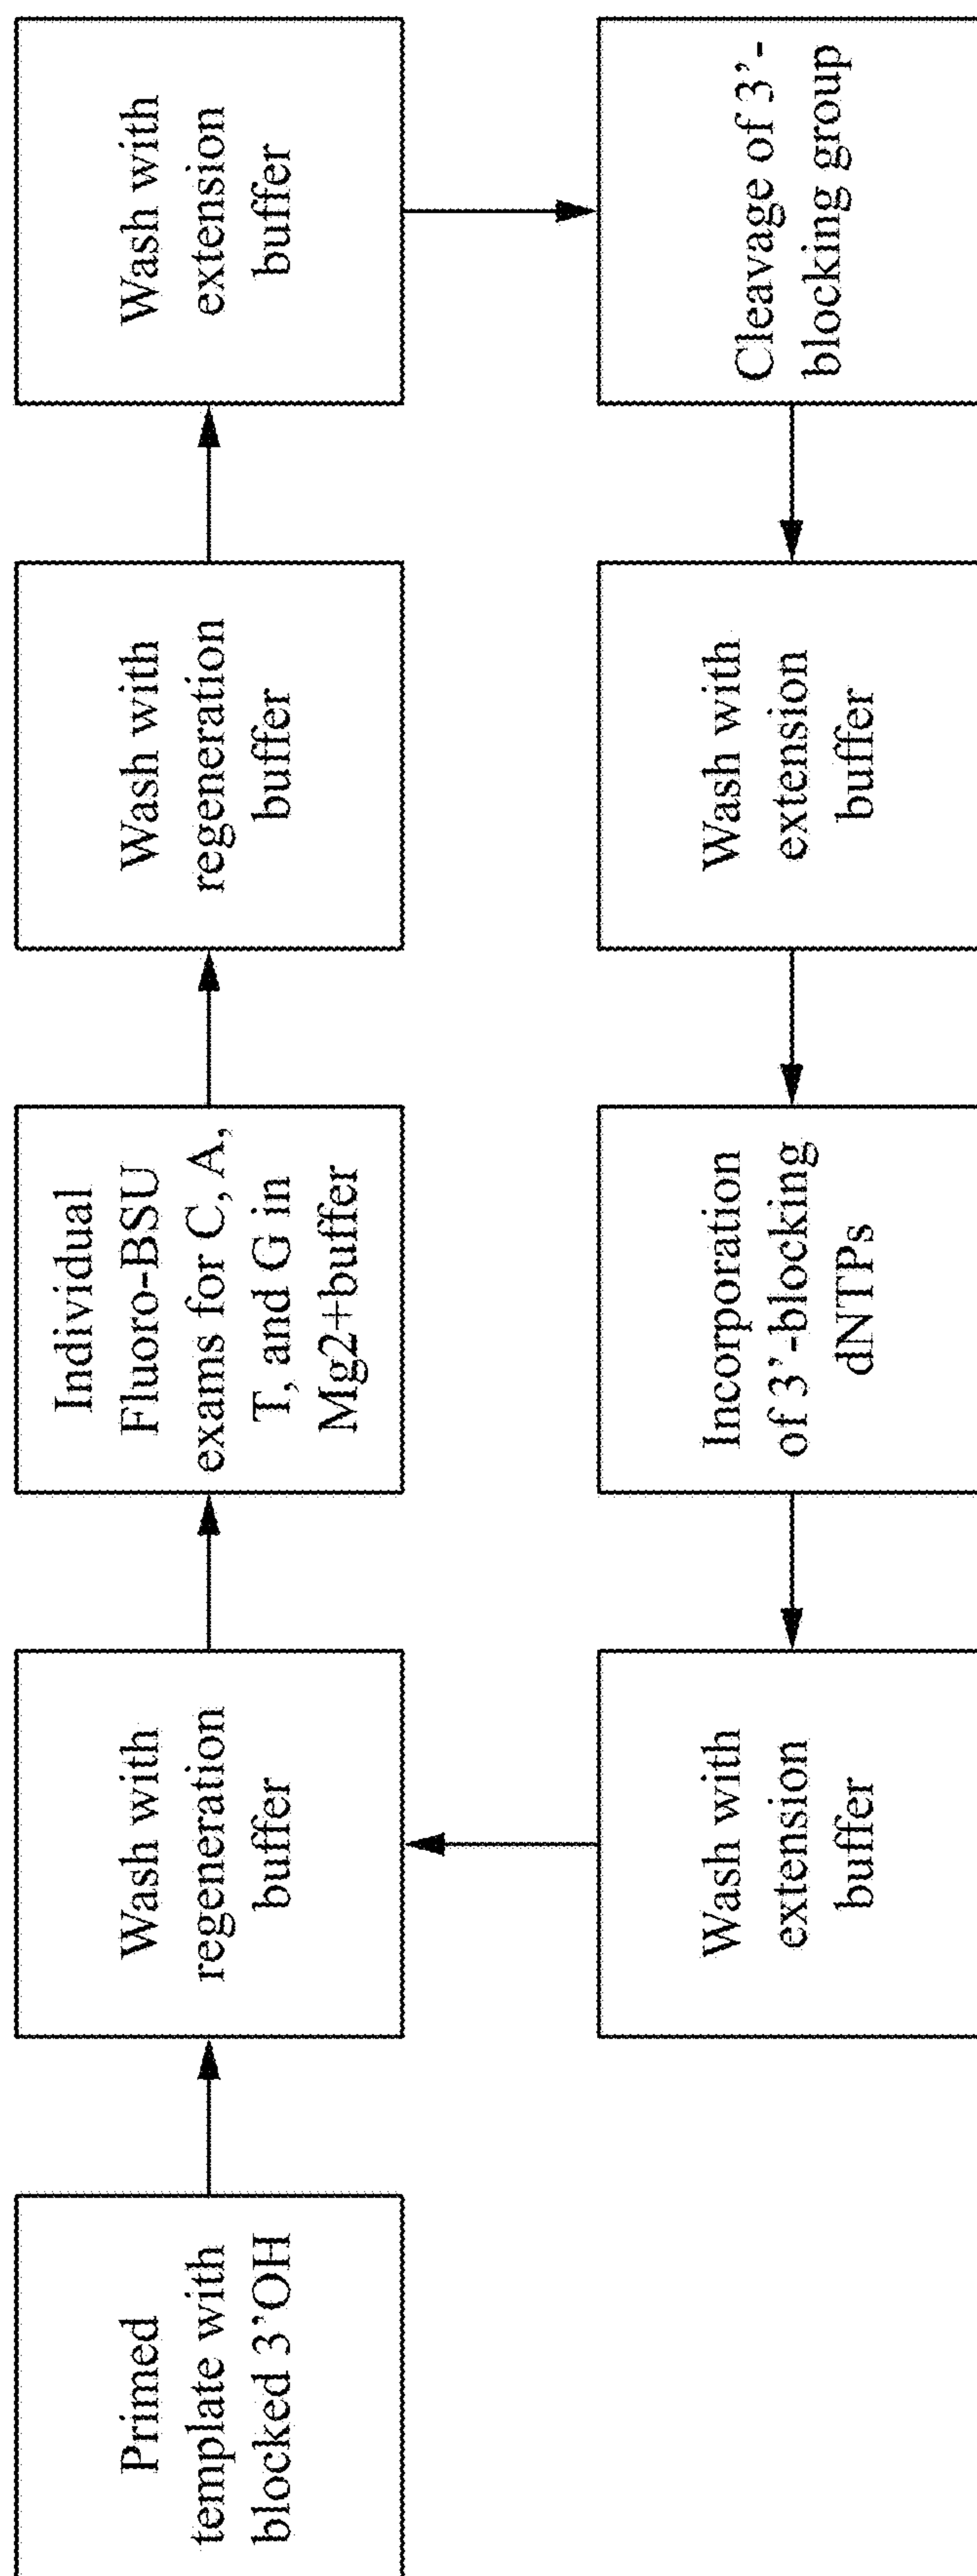 Primed
template with
blocked 3’OH
Wash with
regeneration
buffer
Individual
Fluoro-BSU
exams for C, A,
T, and G in
Mg2+buffer
Wash with
regeneration
buffer
Wash with
extension
buffer
Cleavage of 3’-
blocking group
Wash with
extension
buffer
Incorporation
of 3’-blocking
dNTPs
Wash with
extension
buffer